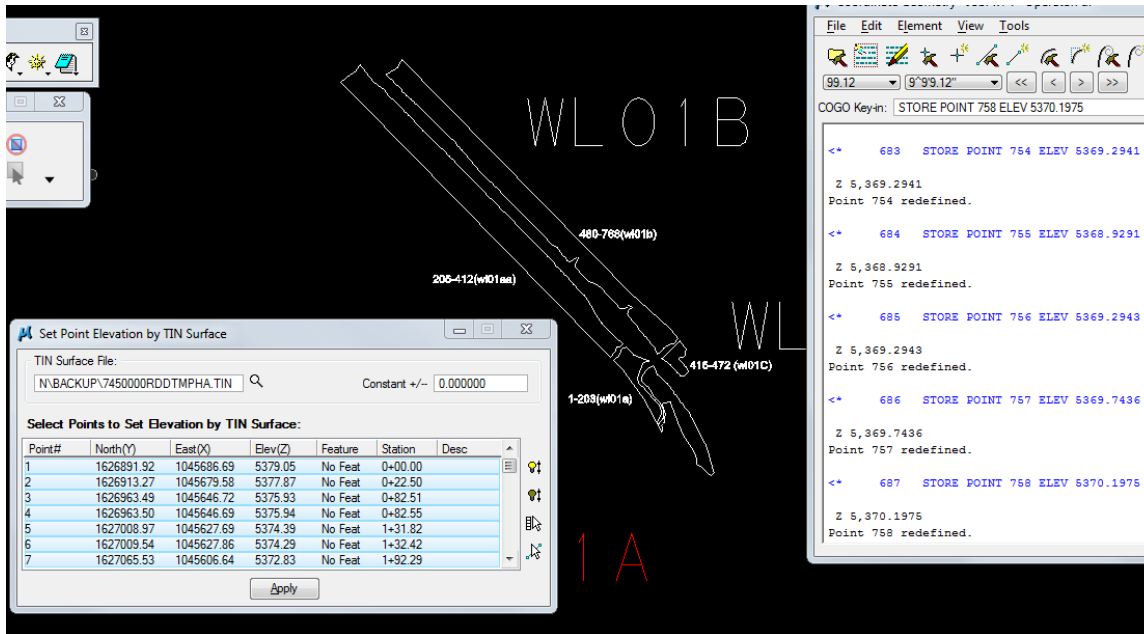 File Edit Element View Tools
99.12 9^9'9.12" << < > >>
COGO Key-in: STORE POINT 758 ELEV 5370.1975
<* 683 STORE POINT 754 ELEV 5369.2941
Z 5,369.2941
Point 754 redefined.
<* 684 STORE POINT 755 ELEV 5368.9291
Z 5,368.9291
Point 755 redefined.
<* 685 STORE POINT 756 ELEV 5369.2943
Z 5,369.2943
Point 756 redefined.
<* 686 STORE POINT 757 ELEV 5369.7436
Z 5,369.7436
Point 757 redefined.
<* 687 STORE POINT 758 ELEV 5370.1975
Z 5,370.1975
Point 758 redefined.
WL01B
480-768(wl01b)
205-412(wl01aa)
WL
415-472 (wl01C)
1-203(wl01a)
1A
Set Point Elevation by TIN Surface
TIN Surface File:
N\BACKUP\7450000RDDTMPHA.TIN Constant +/- 0.000000
Select Points to Set Elevation by TIN Surface:
Point# North(Y) East(X) Elev(Z) Feature Station Desc
1 1626891.92 1045686.69 5379.05 No Feat 0+00.00
2 1626913.27 1045679.58 5377.87 No Feat 0+22.50
3 1626963.49 1045646.72 5375.93 No Feat 0+82.51
4 1626963.50 1045646.69 5375.94 No Feat 0+82.55
5 1627008.97 1045627.69 5374.39 No Feat 1+31.82
6 1627009.54 1045627.86 5374.29 No Feat 1+32.42
7 1627065.53 1045606.64 5372.83 No Feat 1+92.29
Apply